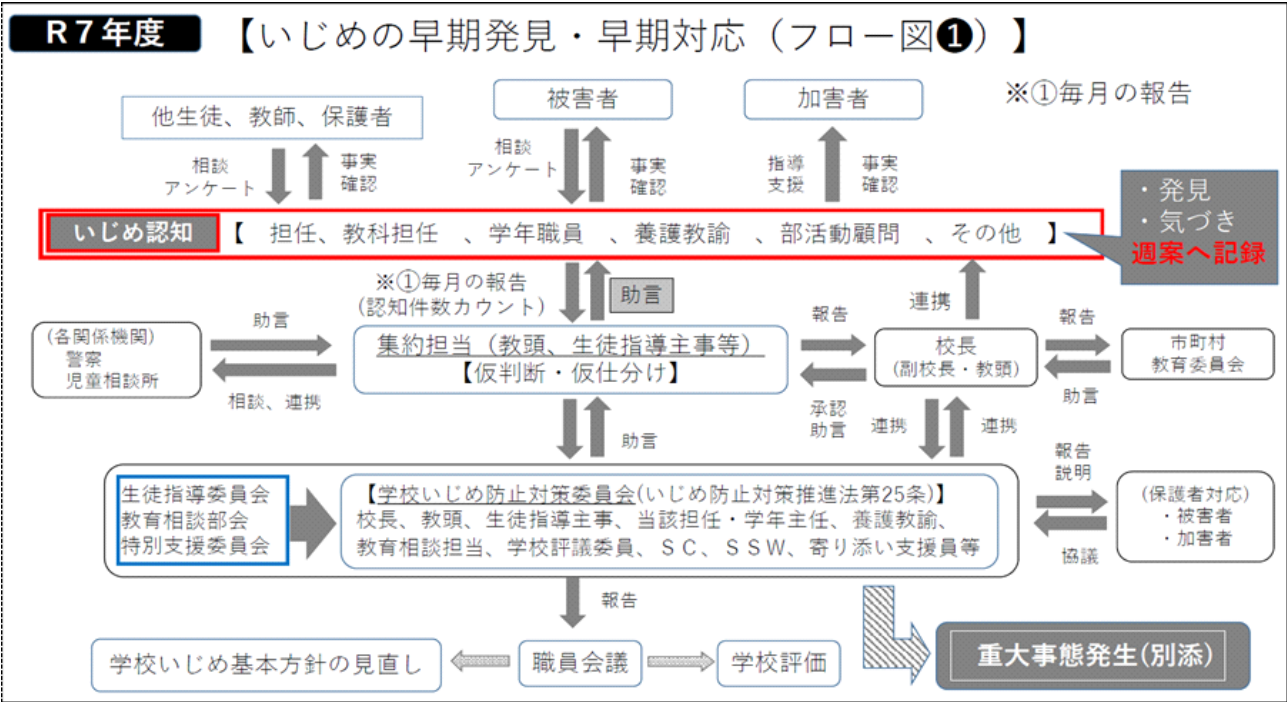 R７年度 【いじめの早期発見・早期対応（フロー図❶）】
※①毎月の報告
他生徒、教師、保護者
被害者
加害者
相談
アンケート
事実
確認
相談
アンケート
事実
確認
指導
支援
事実
確認
・発見
・気づき
週案へ記録
いじめ認知 【 担任、教科担任 、学年職員 、養護教諭 、部活動顧問 、その他 】
※①毎月の報告
(認知件数カウント)
助言
連携
(各関係機関)
警察
児童相談所
助言
相談、連携
集約担当（教頭、生徒指導主事等）
【仮判断・仮仕分け】
報告
承認
助言
校長
(副校長・教頭)
報告
助言
市町村
教育委員会
助言
連携
連携
生徒指導委員会
教育相談部会
特別支援委員会
【学校いじめ防止対策委員会(いじめ防止対策推進法第25条)】
校長、教頭、生徒指導主事、当該担任・学年主任、養護教諭、
教育相談担当、学校評議委員、ＳＣ、ＳＳＷ、寄り添い支援員等
報告
説明
協議
(保護者対応)
・被害者
・加害者
報告
学校いじめ基本方針の見直し
職員会議
学校評価
重大事態発生(別添)